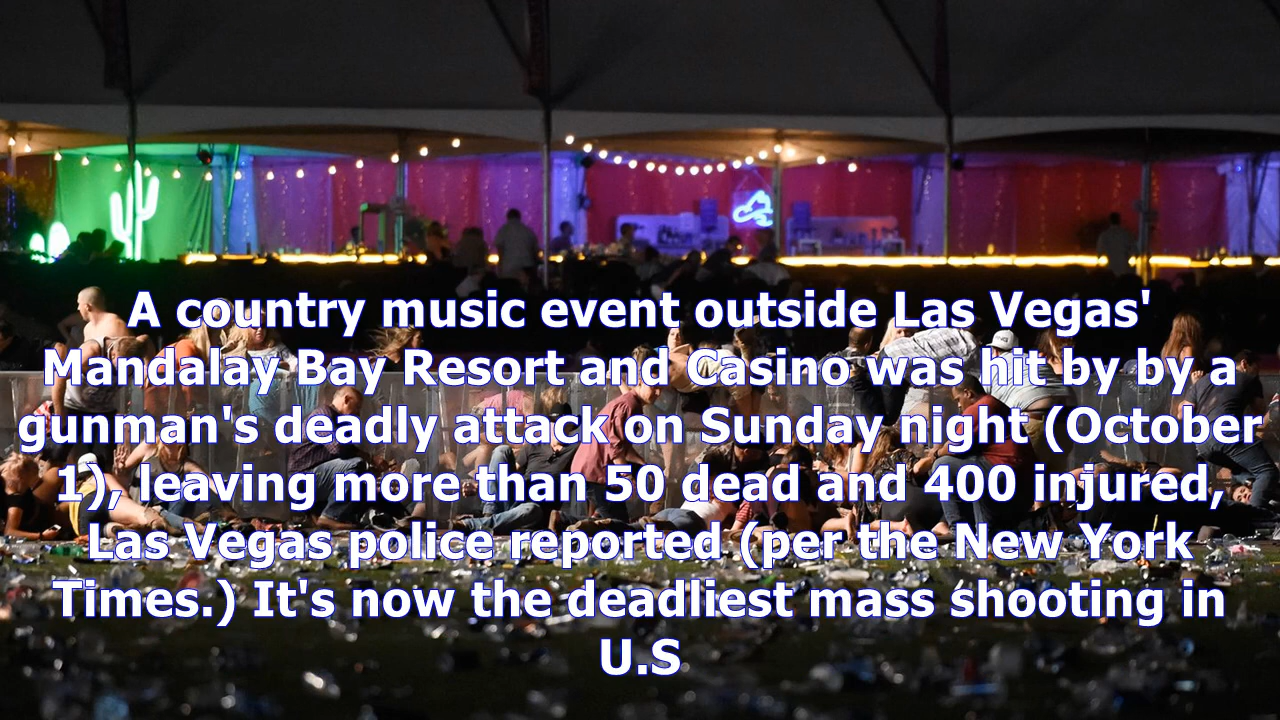 A country music event outside Las Vegas'
Mandalay Bay Resort and Casino was hit by by a
gunman's deadly attack on Sunday night (October
1), leaving more than 50 dead and 400 injured,
Las Vegas police reported (per the New York
Times.) It's now the deadliest mass shooting in
U.S